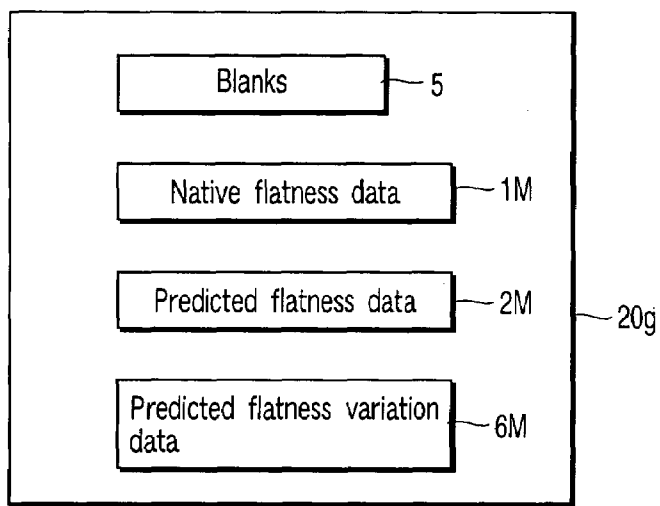 Blanks 5
Native flatness data 1M
Predicted flatness data 2M
20g
Predicted flatness variation
data 6M